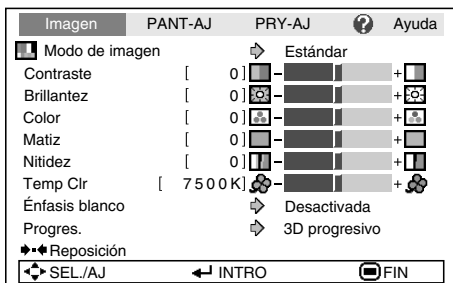 Imagen PANT-AJ PRY-AJ ? Ayuda
Modo de imagen Estándar
Contraste [ 0] - +
Brillantez [ 0] - +
Color [ 0] - +
Matiz [ 0] - +
Nitidez [ 0] - +
Temp Clr [ 7500K] - +
Énfasis blanco Desactivada
Progres. 3D progresivo
Reposición
SEL./AJ INTRO FIN